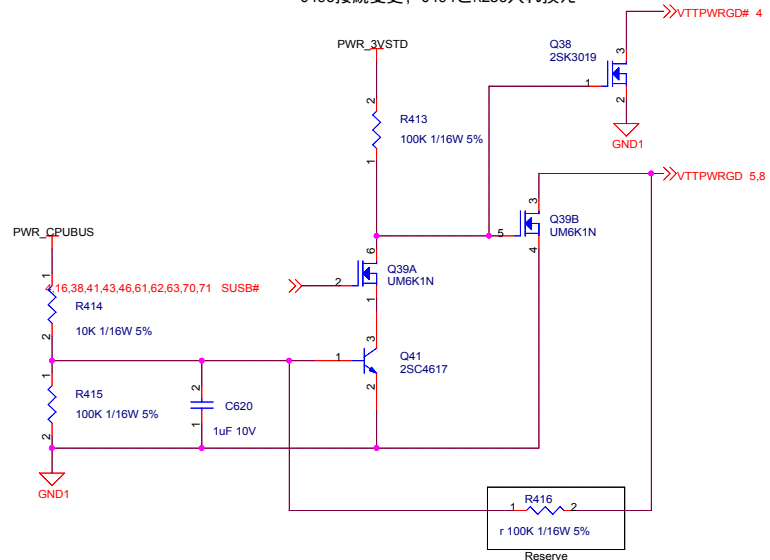 VTTPWRGD# 4
Q38
2SK3019
3
1
2
GND1
PWR_3VSTD
2
R413
100K 1/16W 5%
1
VTTPWRGD 5,8
3
Q39B
UM6K1N
5
4
PWR_CPUBUS
6
Q39A
UM6K1N
2
1
4,16,38,41,43,46,61,62,63,70,71 SUSB#
1
R414
10K 1/16W 5%
2
3
1
Q41
2SC4617
2
1
R415
100K 1/16W 5%
2
2
C620
1
1uF 10V
GND1
R416
1
2
r 100K 1/16W 5%
Reserve